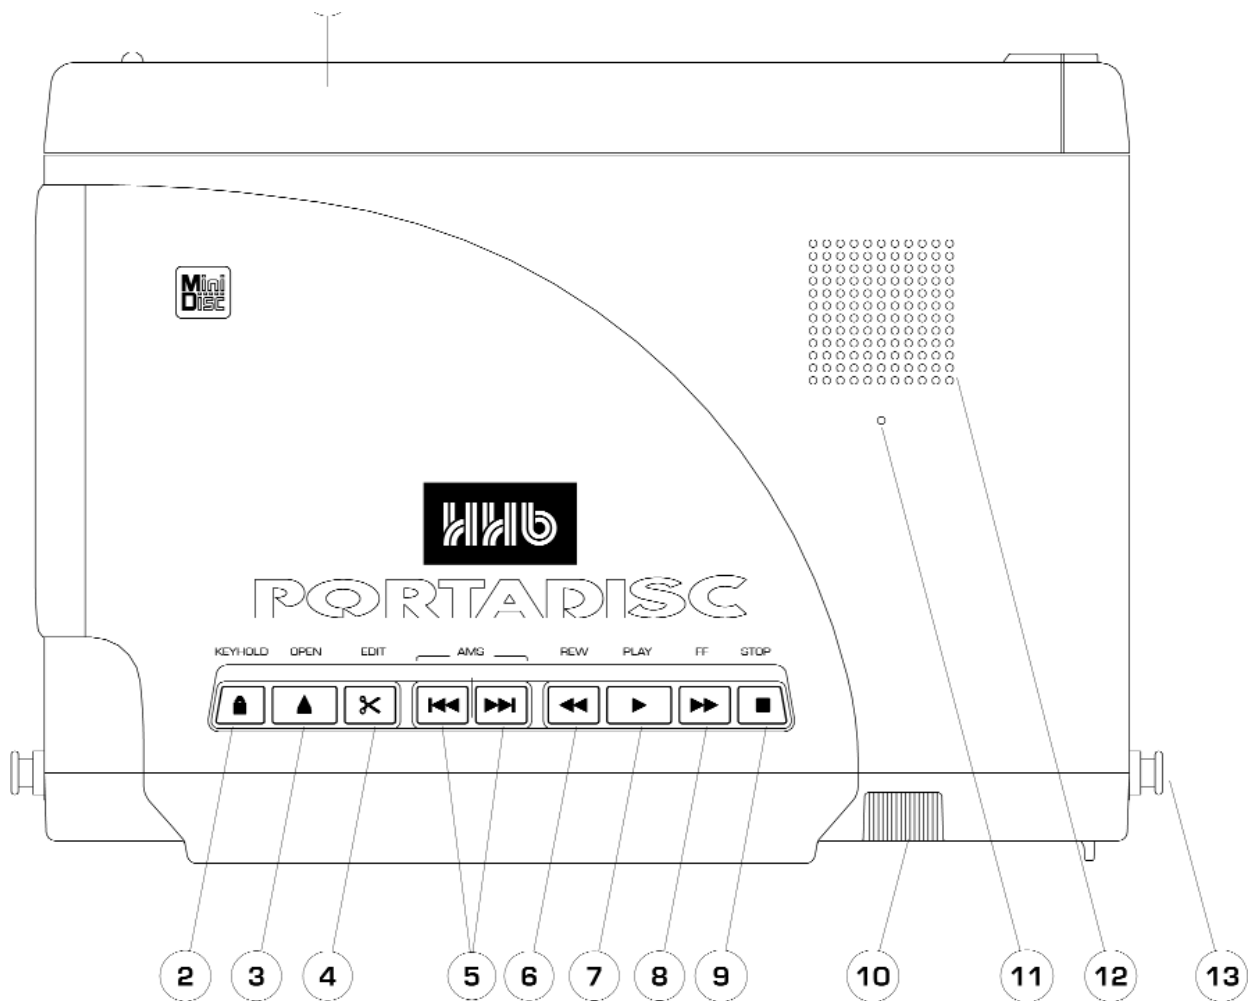 Mini
Disc
HHb
PORTADISC
KEYHOLD OPEN EDIT AMS REW PLAY FF STOP
2 3 4 5 6 7 8 9 10 11 12 13